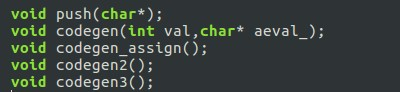 void push(char*);
void codegen(int val,char* aeval_);
void codegen_assign();
void codegen2();
void codegen3();